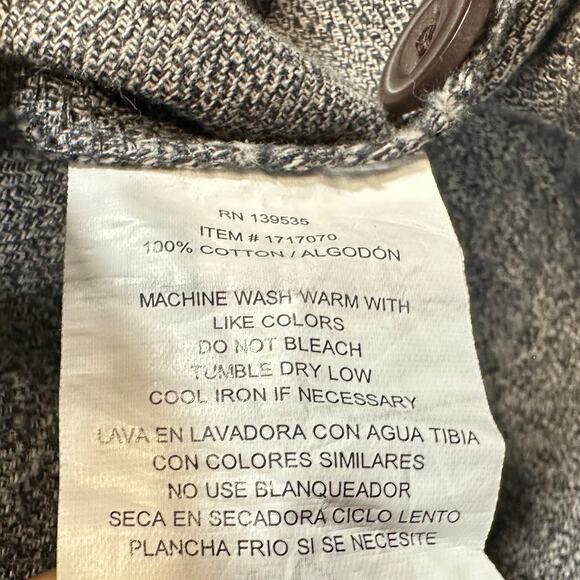 RN 139535
ITEM # 1717070
100% COTTON / ALGODÓN
MACHINE WASH WARM WITH
LIKE COLORS
DO NOT BLEACH
TUMBLE DRY LOW
COOL IRON IF NECESSARY
LAVA EN LAVADORA CON AGUA TIBIA
CON COLORES SIMILARES
NO USE BLANQUEADOR
SECA EN SECADORA CICLO LENTO
PLANCHA FRIO SI SE NECESITE